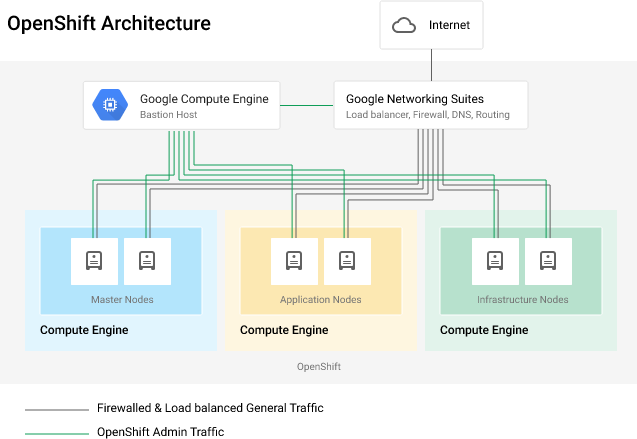 OpenShift Architecture
Internet
Google Compute Engine
Bastion Host
Google Networking Suites
Load balancer, Firewall, DNS, Routing
Master Nodes
Application Nodes
Infrastructure Nodes
Compute Engine
Compute Engine
Compute Engine
OpenShift
Firewalled & Load balanced General Traffic
OpenShift Admin Traffic